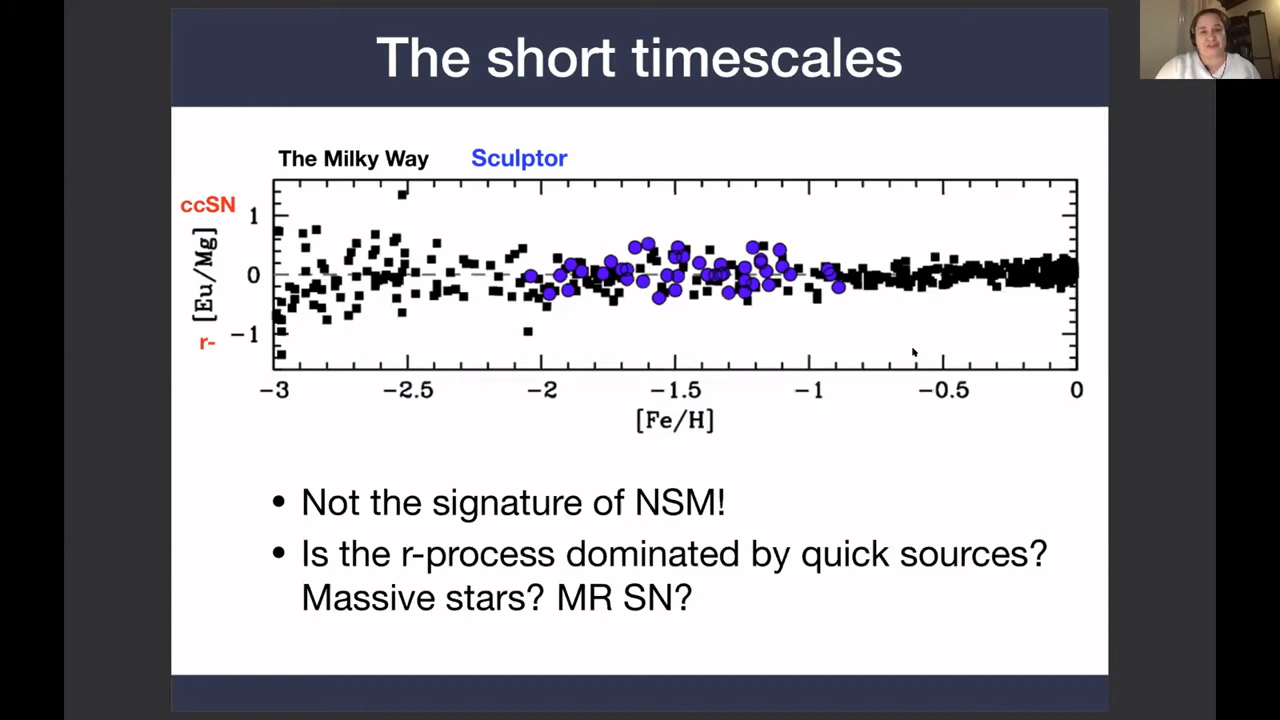 The short timescales
The Milky Way Sculptor
ccSN
[Eu/Mg]
r-
1
0
−1
−3 −2.5 −2 −1.5 −1 −0.5 0
[Fe/H]
• Not the signature of NSM!
• Is the r-process dominated by quick sources?
Massive stars? MR SN?